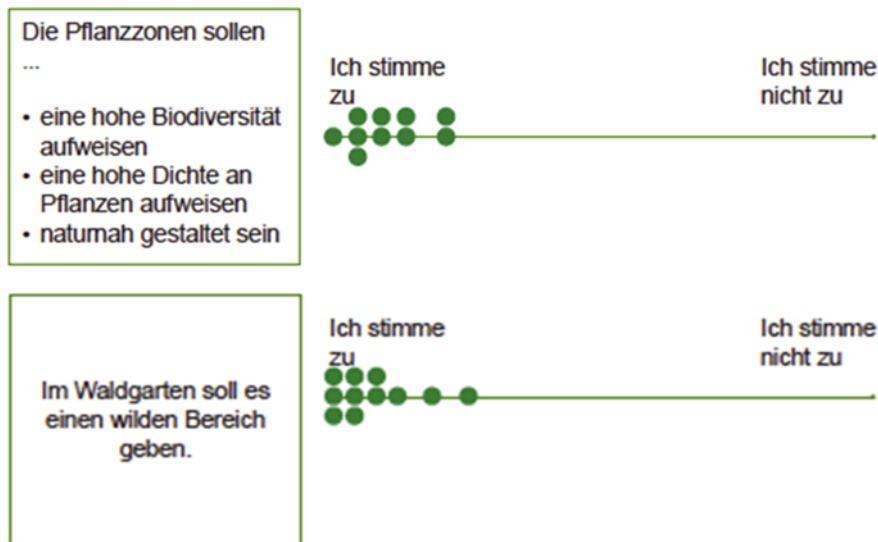 Die Pflanzzonen sollen
...
• eine hohe Biodiversität
aufweisen
• eine hohe Dichte an
Pflanzen aufweisen
• naturnah gestaltet sein
Ich stimme
zu
Ich stimme
nicht zu
Im Waldgarten soll es
einen wilden Bereich
geben.
Ich stimme
zu
Ich stimme
nicht zu